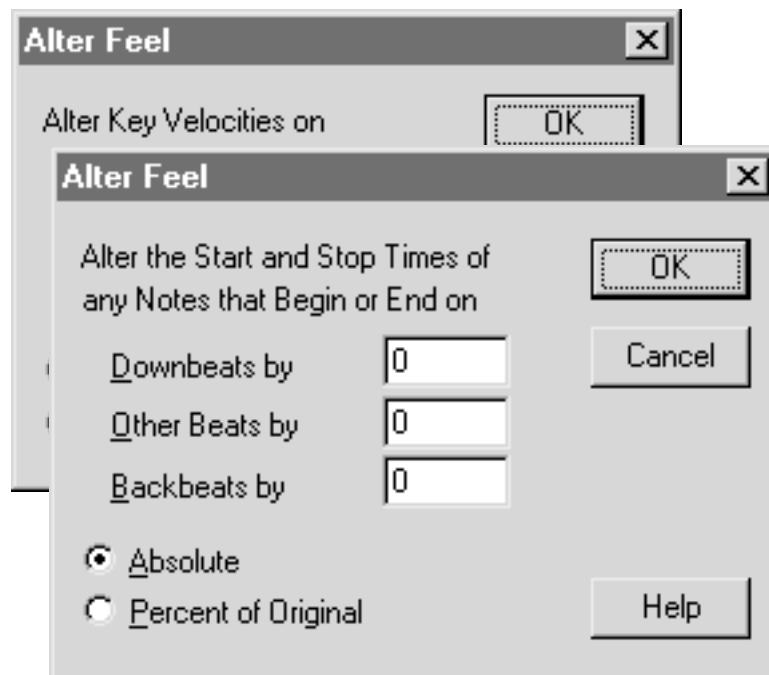 Alter Feel
Alter Key Velocities on
OK
Alter Feel
Alter the Start and Stop Times of
any Notes that Begin or End on
OK
Downbeats by
0
Cancel
Other Beats by
0
Backbeats by
0
Absolute
Percent of Original
Help